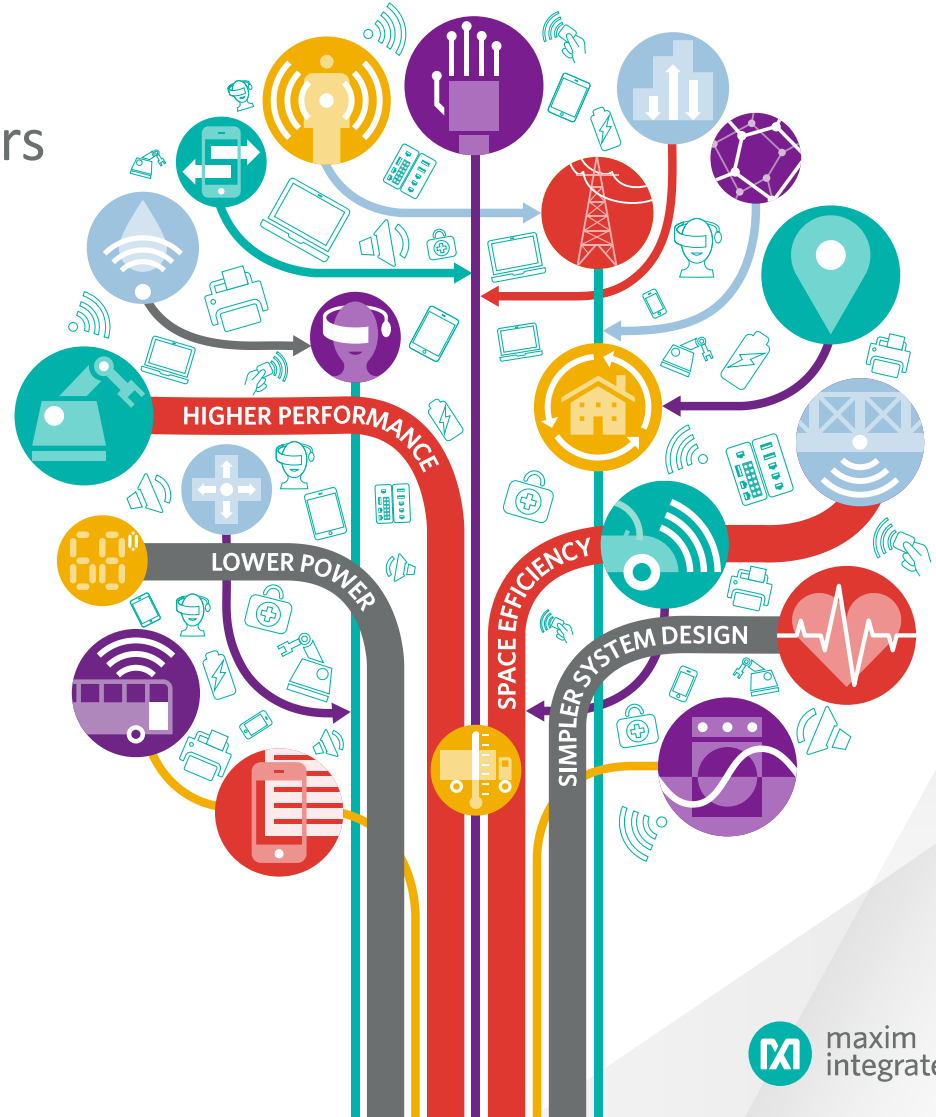 rs
HIGHER PERFORMANCE
LOWER POWER
SPACE EFFICIENCY
SIMPLER SYSTEM DESIGN
maxim
integrate